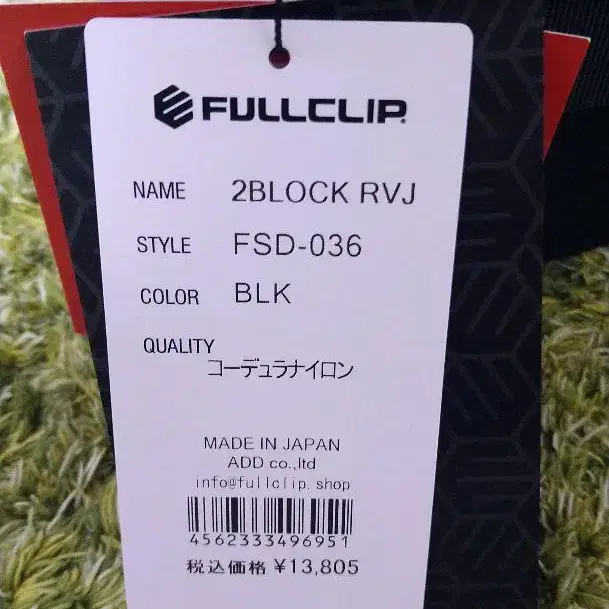 FULLCLIP
NAME 2BLOCK RVJ
STYLE FSD-036
COLOR BLK
QUALITY コーデュラナイロン
MADE IN JAPAN
ADD co.,ltd
info@fullclip.shop
4562333496951
税込価格 ¥13,805